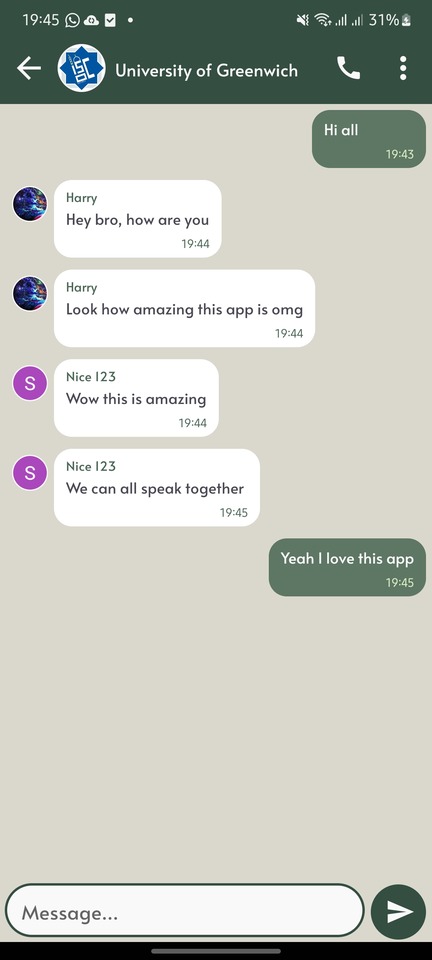 19:45 31%
University of Greenwich
Hi all
19:43
Harry
Hey bro, how are you
19:44
Harry
Look how amazing this app is omg
19:44
S
Nice 123
Wow this is amazing
19:44
S
Nice 123
We can all speak together
19:45
Yeah I love this app
19:45
Message...